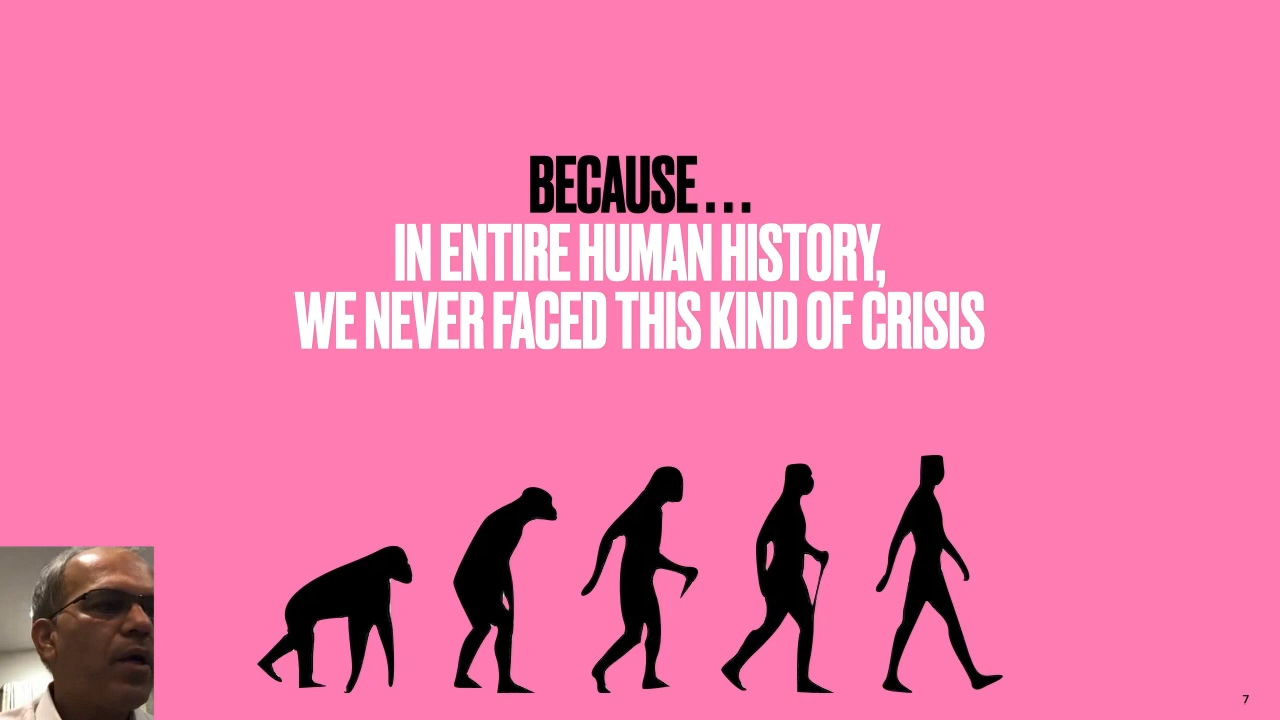 BECAUSE...
IN ENTIRE HUMAN HISTORY,
WE NEVER FACED THIS KIND OF CRISIS
7